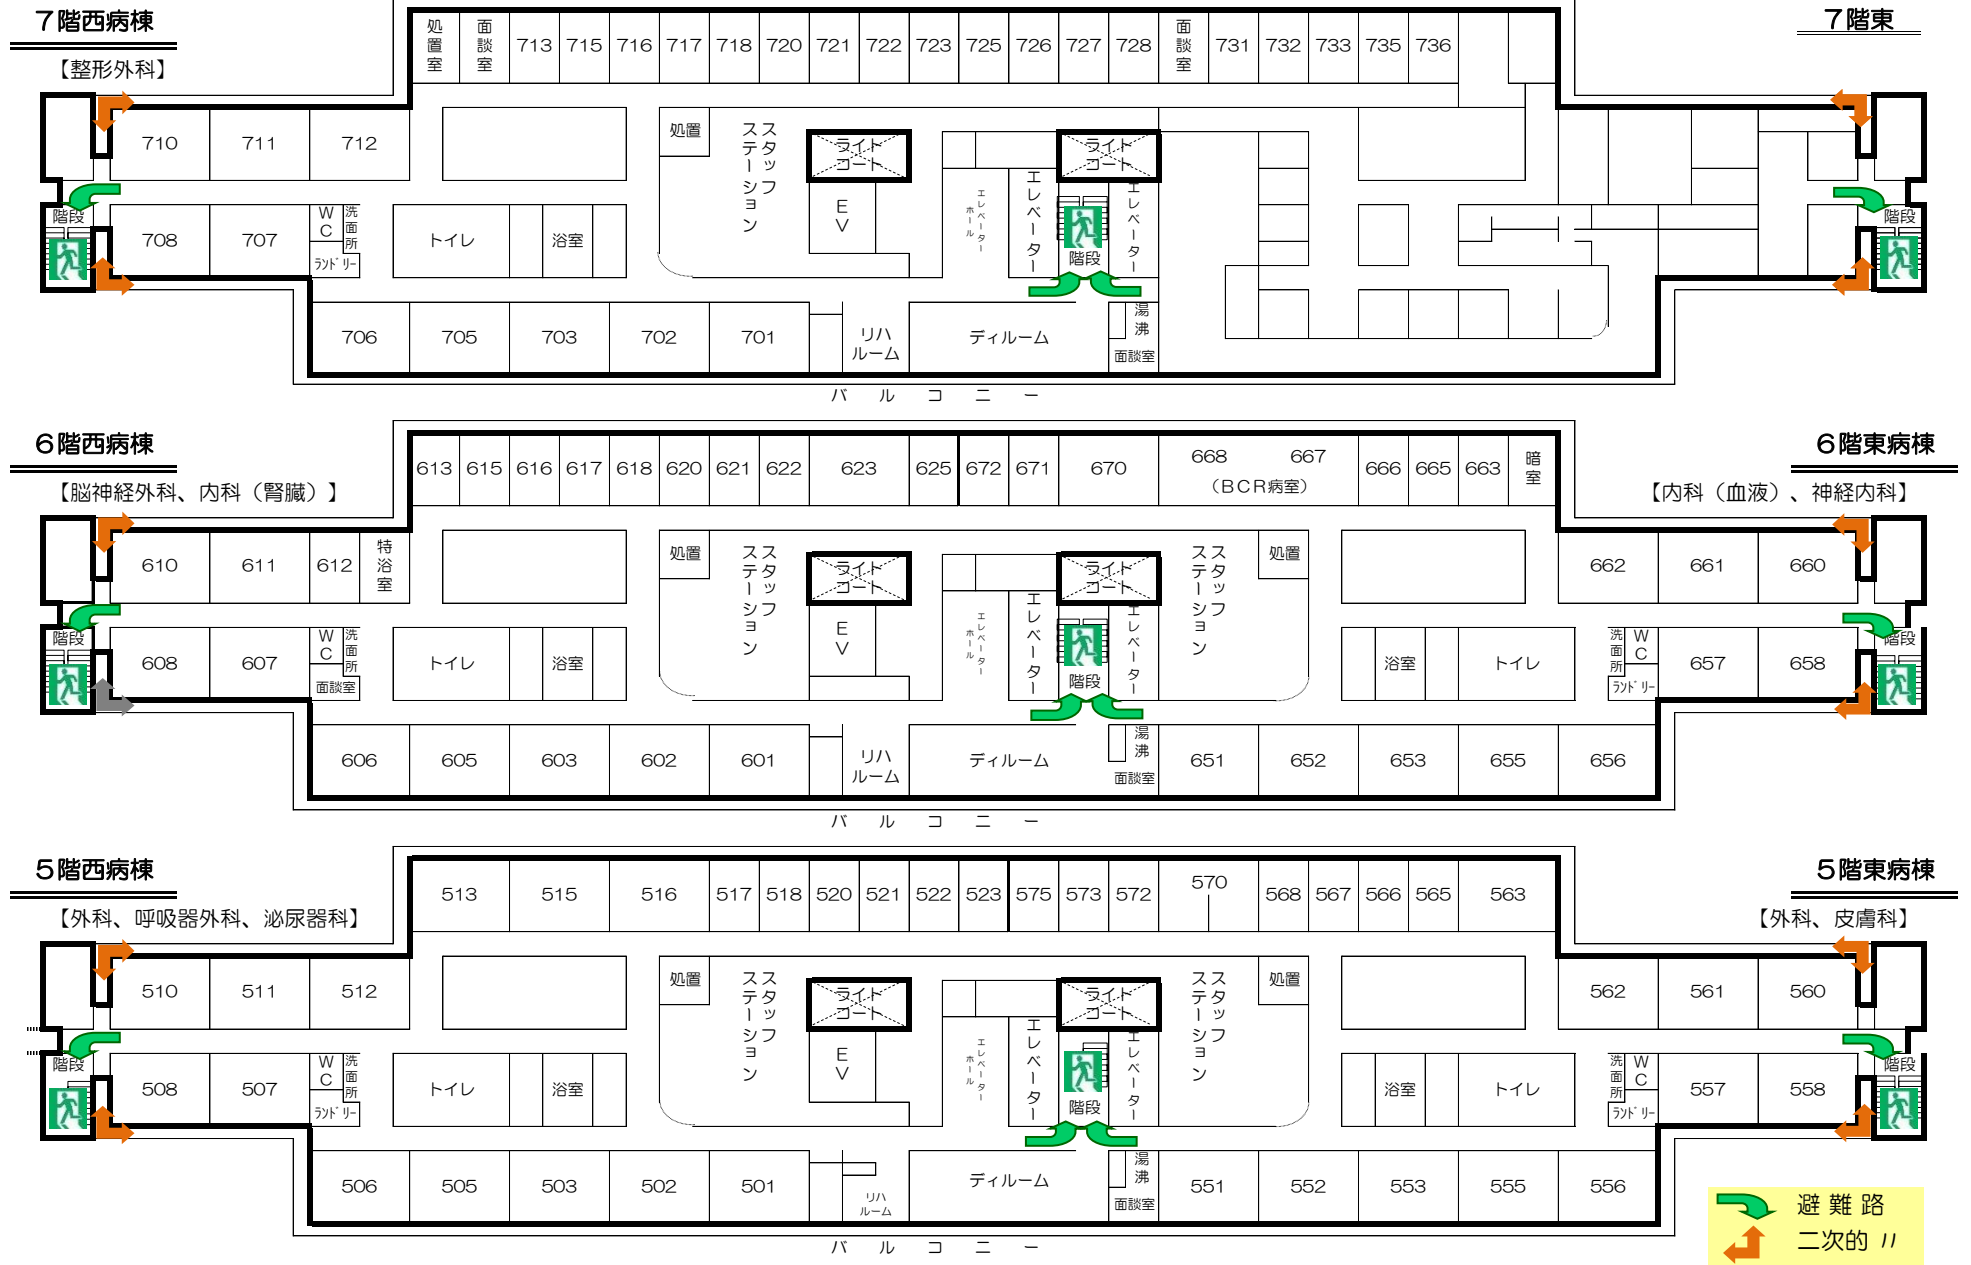 ７階西病棟
７階東
【整形外科】
処置室
面談室
713 715 716 717 718 720 721 722 723 725 726 727 728
面談室
731 732 733 735 736
710 711 712
処置
スタッフ
ステーション
ライト
コート
ライト
コート
階段
708 707
WC
洗面所
ﾗﾝﾄﾞﾘｰ
トイレ
浴室
EV
エレベーター
ホール
エレベーター
階段
エレベーター
階段
706 705 703 702 701
リハ
ルーム
ディルーム
湯沸
面談室
バルコニー
６階西病棟
６階東病棟
【脳神経外科、内科（腎臓）】
【内科（血液）、神経内科】
613 615 616 617 618 620 621 622 623 625 672 671 670 668 667 666 665 663
（BCR病室）
暗室
610 611 612
特浴室
処置
スタッフ
ステーション
ライト
コート
ライト
コート
スタッフ
ステーション
処置
662 661 660
階段
608 607
WC
洗面所
面談室
トイレ
浴室
EV
エレベーター
ホール
エレベーター
階段
エレベーター
浴室
トイレ
洗面所
WC
ﾗﾝﾄﾞﾘｰ
657 658
階段
606 605 603 602 601
リハ
ルーム
ディルーム
湯沸
面談室
651 652 653 655 656
バルコニー
５階西病棟
５階東病棟
【外科、呼吸器外科、泌尿器科】
【外科、皮膚科】
513 515 516 517 518 520 521 522 523 575 573 572 570 568 567 566 565 563
510 511 512
処置
スタッフ
ステーション
ライト
コート
ライト
コート
スタッフ
ステーション
処置
562 561 560
階段
508 507
WC
洗面所
ﾗﾝﾄﾞﾘｰ
トイレ
浴室
EV
エレベーター
ホール
エレベーター
階段
エレベーター
浴室
トイレ
洗面所
WC
ﾗﾝﾄﾞﾘｰ
557 558
階段
506 505 503 502 501
リハ
ルーム
ディルーム
湯沸
面談室
551 552 553 555 556
バルコニー
避難路
二次的 〃